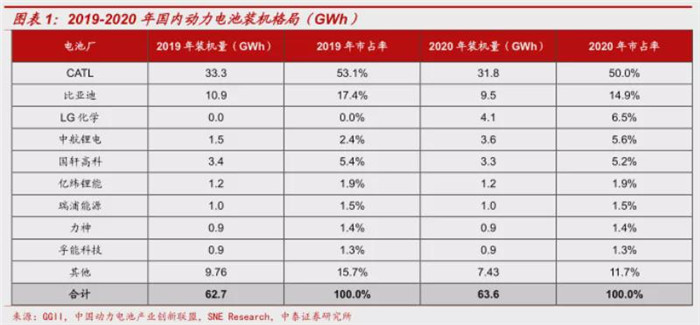 图表 1：2019-2020 年国内动力电池装机格局（GWh）
电池厂 2019 年装机量（GWh） 2019 年市占率 2020 年装机量（GWh） 2020 年市占率
CATL 33.3 53.1% 31.8 50.0%
比亚迪 10.9 17.4% 9.5 14.9%
LG 化学 0.0 0.0% 4.1 6.5%
中航锂电 1.5 2.4% 3.6 5.6%
国轩高科 3.4 5.4% 3.3 5.2%
亿纬锂能 1.2 1.9% 1.2 1.9%
瑞浦能源 1.0 1.5% 1.0 1.5%
力神 0.9 1.4% 0.9 1.4%
孚能科技 0.9 1.3% 0.9 1.3%
其他 9.76 15.7% 7.43 11.7%
合计 62.7 100.0% 63.6 100.0%
来源：GGII，中国动力电池产业创新联盟，SNE Research，中泰证券研究所